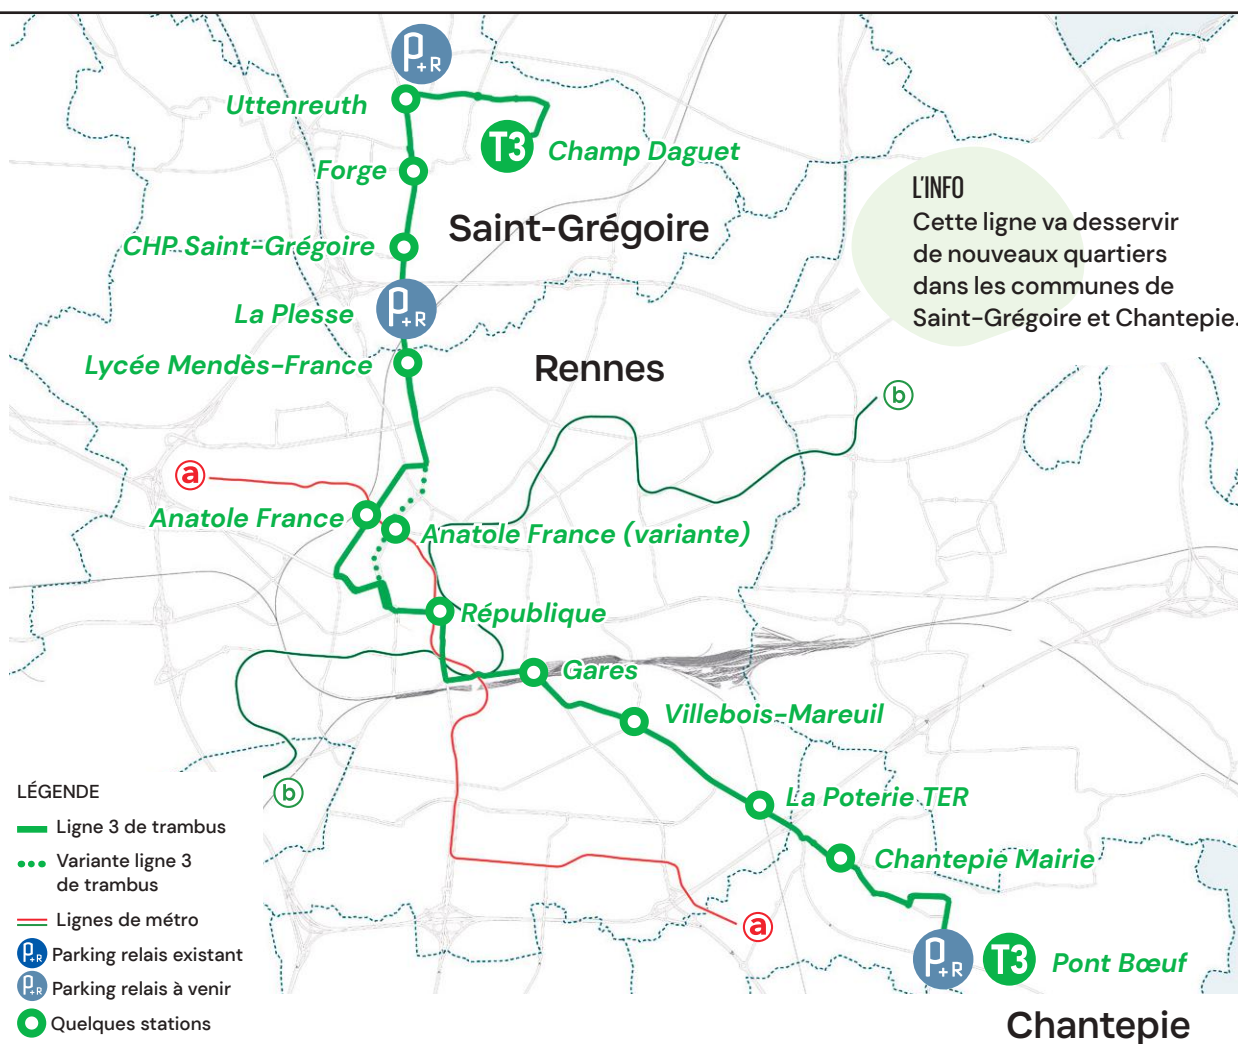 P+R
Uttenreuth
T3 Champ Daguet
Forge
L'INFO
Cette ligne va desservir
de nouveaux quartiers
dans les communes de
Saint-Grégoire et Chantepie.
Saint-Grégoire
CHP Saint-Grégoire
La Plesse
P+R
Lycée Mendès-France
Rennes
b
a
Anatole France
Anatole France (variante)
République
Gares
Villebois-Mareuil
b
La Poterie TER
Chantepie Mairie
a
P+R T3 Pont Bœuf
Chantepie
LÉGENDE
Ligne 3 de trambus
Variante ligne 3
de trambus
Lignes de métro
P+R Parking relais existant
P+R Parking relais à venir
Quelques stations